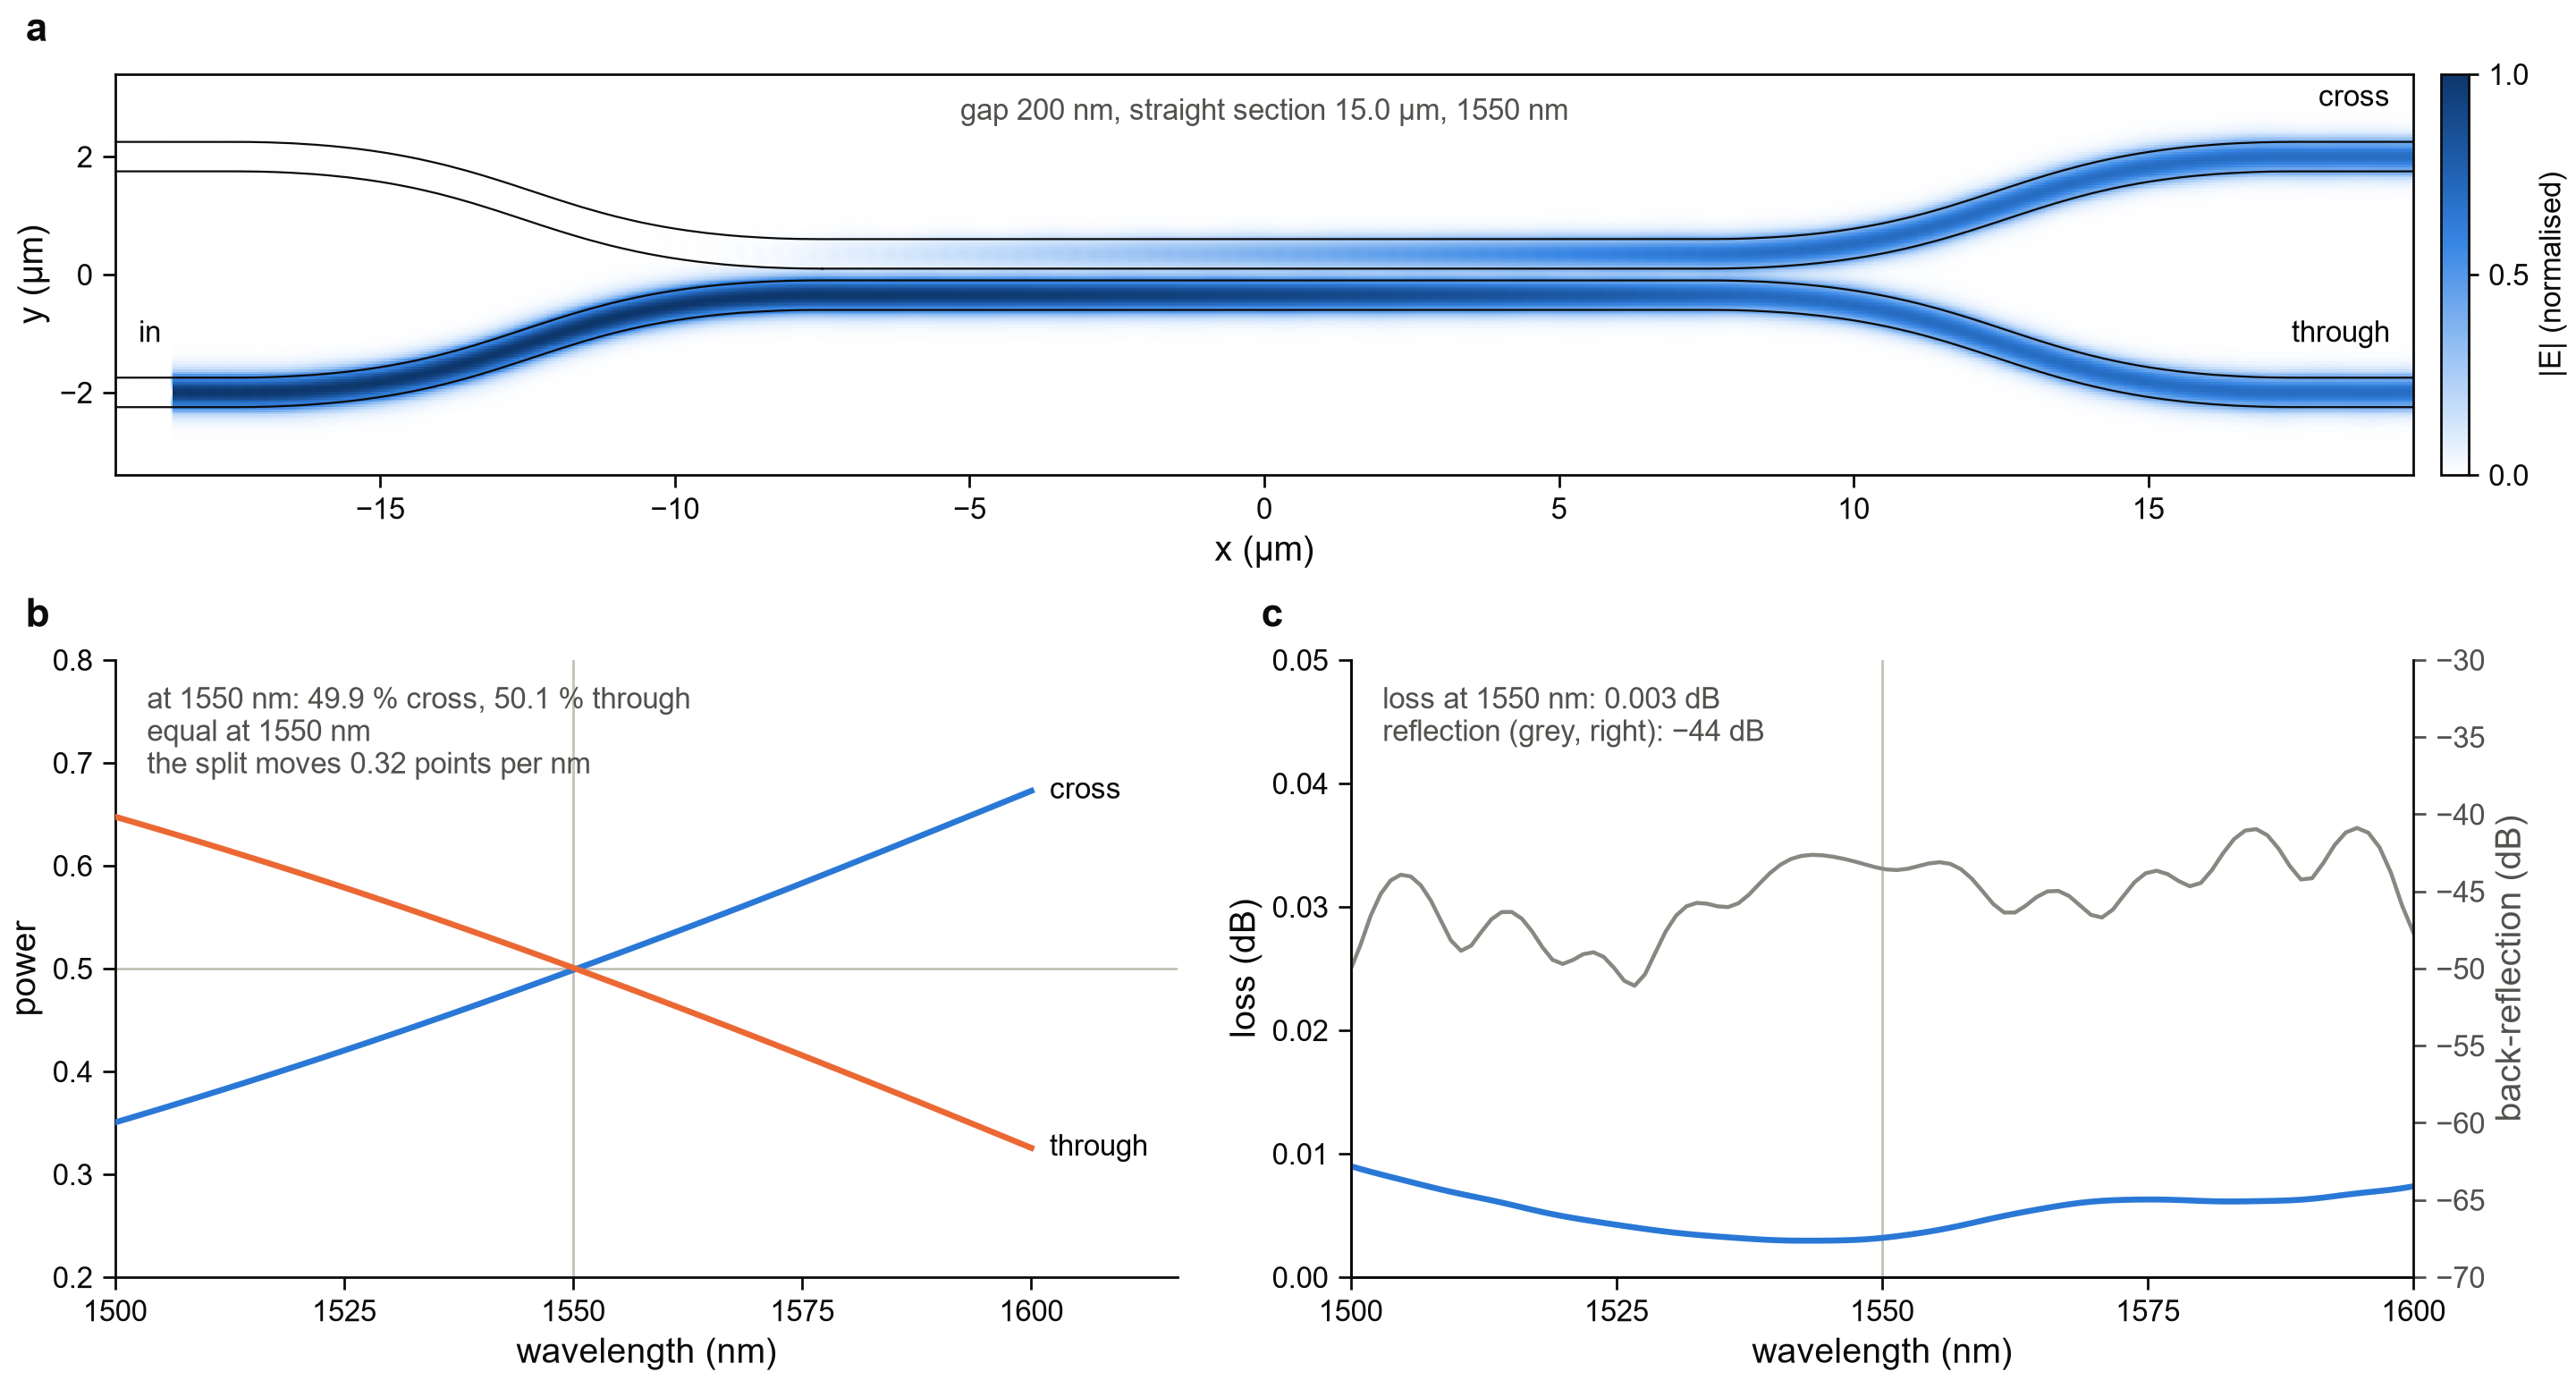 a
gap 200 nm, straight section 15.0 µm, 1550 nm
cross
in
through
2
0
−2
y (µm)
−15
−10
−5
0
5
10
15
x (µm)
1.0
0.5
0.0
|E| (normalised)
b
at 1550 nm: 49.9 % cross, 50.1 % through
equal at 1550 nm
the split moves 0.32 points per nm
cross
through
0.8
0.7
0.6
0.5
0.4
0.3
0.2
power
1500
1525
1550
1575
1600
wavelength (nm)
c
loss at 1550 nm: 0.003 dB
reflection (grey, right): −44 dB
0.05
0.04
0.03
0.02
0.01
0.00
loss (dB)
−30
−35
−40
−45
−50
−55
−60
−65
−70
back-reflection (dB)
1500
1525
1550
1575
1600
wavelength (nm)